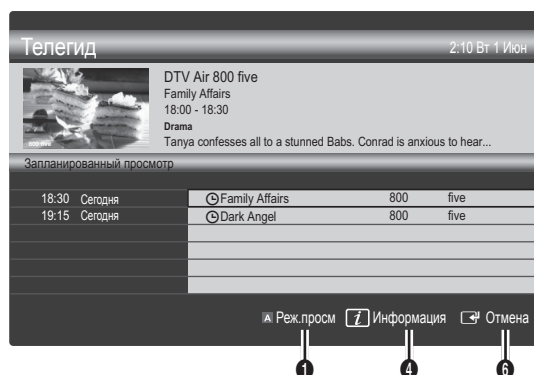 Телегид 2:10 Вт 1 Июн
DTV Air 800 five
Family Affairs
18:00 - 18:30
Drama
Tanya confesses all to a stunned Babs. Conrad is anxious to hear...
800 five
Запланированный просмотр
18:30 Сегодня Family Affairs 800 five
19:15 Сегодня Dark Angel 800 five
A Реж.просм i Информация Отмена
1 4 6